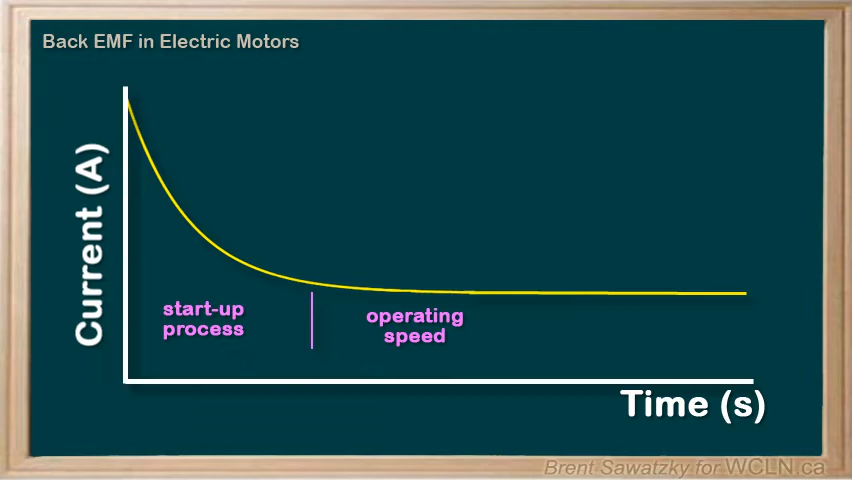 Back EMF in Electric Motors
Current (A)
start-up
process
operating
speed
Time (s)
Brent Sawatzky for WCLN.ca